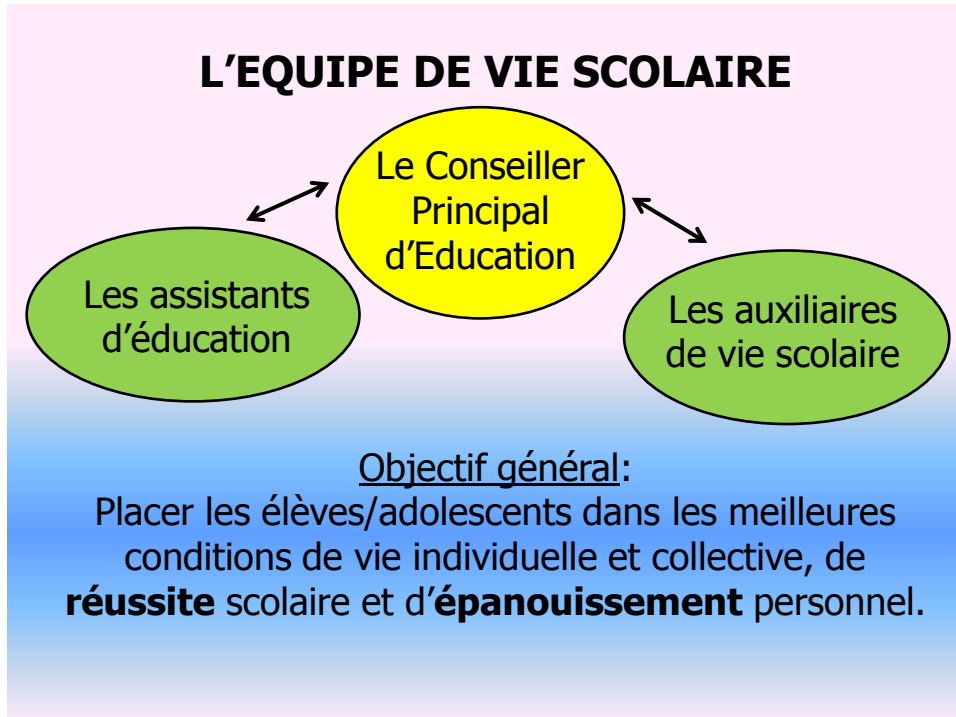 L’EQUIPE DE VIE SCOLAIRE
Le Conseiller
Principal
d’Education
Les assistants
d’éducation
Les auxiliaires
de vie scolaire
Objectif général:
Placer les élèves/adolescents dans les meilleures
conditions de vie individuelle et collective, de
réussite scolaire et d’épanouissement personnel.